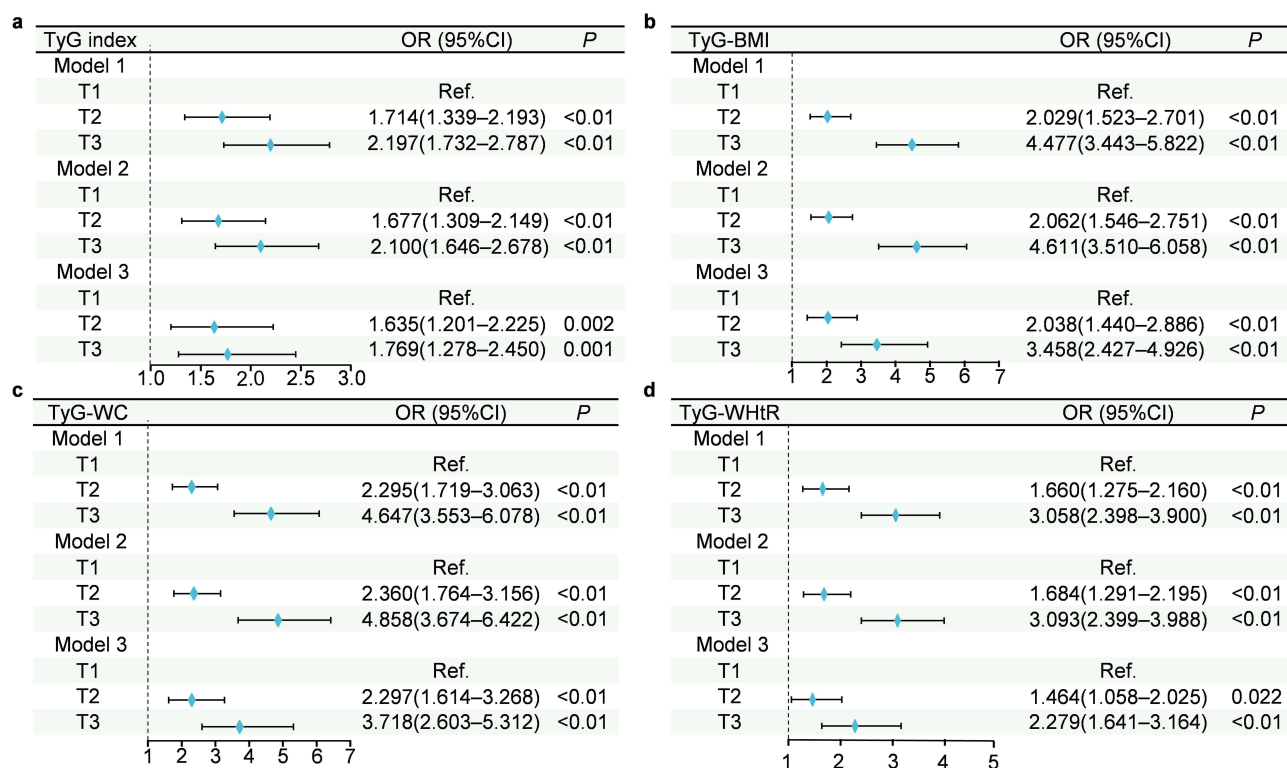 a
TyG index OR (95%CI) P
Model 1
T1 Ref.
T2 1.714(1.339–2.193) <0.01
T3 2.197(1.732–2.787) <0.01
Model 2
T1 Ref.
T2 1.677(1.309–2.149) <0.01
T3 2.100(1.646–2.678) <0.01
Model 3
T1 Ref.
T2 1.635(1.201–2.225) 0.002
T3 1.769(1.278–2.450) 0.001
1.0 1.5 2.0 2.5 3.0
b
TyG-BMI OR (95%CI) P
Model 1
T1 Ref.
T2 2.029(1.523–2.701) <0.01
T3 4.477(3.443–5.822) <0.01
Model 2
T1 Ref.
T2 2.062(1.546–2.751) <0.01
T3 4.611(3.510–6.058) <0.01
Model 3
T1 Ref.
T2 2.038(1.440–2.886) <0.01
T3 3.458(2.427–4.926) <0.01
1 2 3 4 5 6 7
c
TyG-WC OR (95%CI) P
Model 1
T1 Ref.
T2 2.295(1.719–3.063) <0.01
T3 4.647(3.553–6.078) <0.01
Model 2
T1 Ref.
T2 2.360(1.764–3.156) <0.01
T3 4.858(3.674–6.422) <0.01
Model 3
T1 Ref.
T2 2.297(1.614–3.268) <0.01
T3 3.718(2.603–5.312) <0.01
1 2 3 4 5 6 7
d
TyG-WHtR OR (95%CI) P
Model 1
T1 Ref.
T2 1.660(1.275–2.160) <0.01
T3 3.058(2.398–3.900) <0.01
Model 2
T1 Ref.
T2 1.684(1.291–2.195) <0.01
T3 3.093(2.399–3.988) <0.01
Model 3
T1 Ref.
T2 1.464(1.058–2.025) 0.022
T3 2.279(1.641–3.164) <0.01
1 2 3 4 5